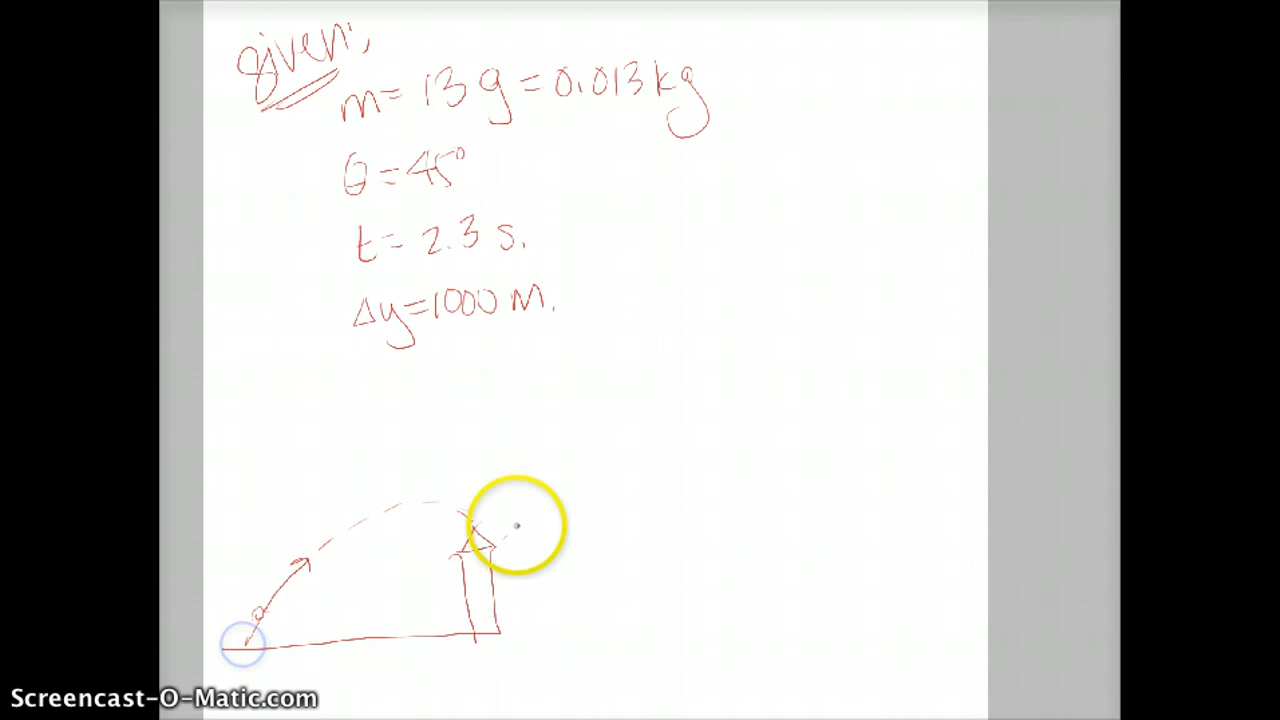 given:
m = 13 g = 0.013 kg
θ = 45°
t = 2.3 s.
Δy = 1000 m.
Screencast-O-Matic.com